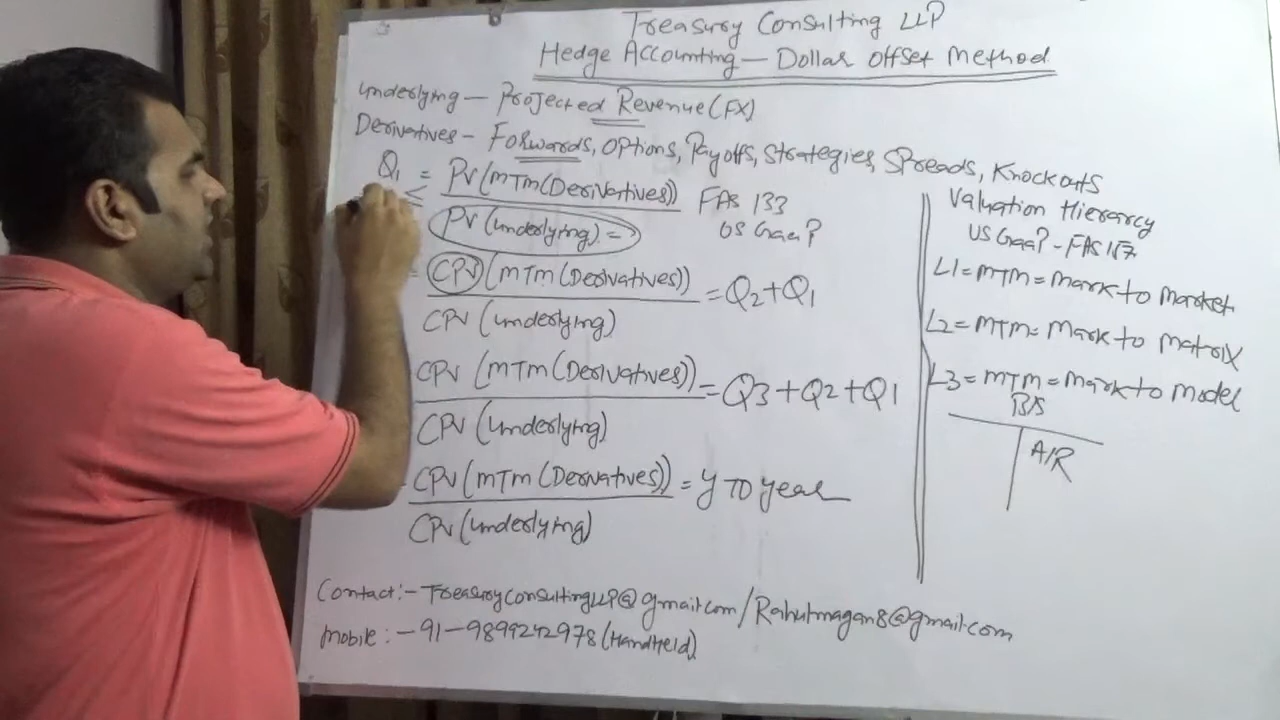 Treasury Consulting LLP
Hedge Accounting — Dollar Offset Method
Underlying — Projected Revenue (FX)
Derivatives - Forwards, Options, Payoffs, Strategies, Spreads, Knockouts
Q1 = PV (MTM (Derivatives)) FAS 133
≤ PV (Underlying) = US GaaP
= CPV (MTM (Derivatives)) = Q2 + Q1
CPV (Underlying)
CPV (MTM (Derivatives)) = Q3 + Q2 + Q1
CPV (Underlying)
CPV (MTM (Derivatives)) = Y TO Year
CPV (Underlying)
Valuation Hierarcy
US GaaP - FAS 157
L1 = MTM = Mark to Market
L2 = MTM = Mark to Matrix
L3 = MTM = Mark to Model
B/S
A/R
Contact:- TreasuryconsultingLLP@gmail.com / Rahulmagan8@gmail.com
Mobile:- 91-9899242978 (Handheld)